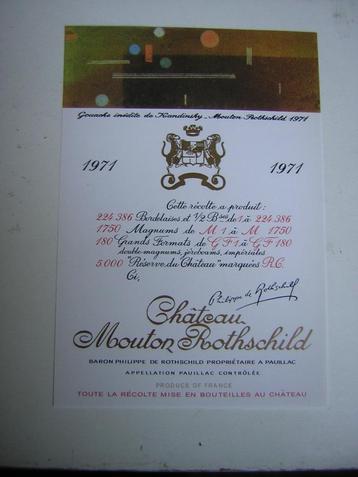 Gouache inédite de Kandinsky - Mouton Rothschild 1971
1971 1971
Cette récolte a produit:
224.386 Bordelaises et 1/2 Bses de 1 à 224.386
1750 Magnums de M 1 à M 1750
180 Grands Formats de G F 1 à G F 180
double-magnums, jéroboams, impériales
5.000 "Réserve du Château" marquées R.C.
Ci,
Philippe de Rothschild
Château
Mouton Rothschild
BARON PHILIPPE DE ROTHSCHILD PROPRIÉTAIRE A PAUILLAC
APPELLATION PAUILLAC CONTRÔLÉE
PRODUCE OF FRANCE
TOUTE LA RÉCOLTE MISE EN BOUTEILLES AU CHÂTEAU